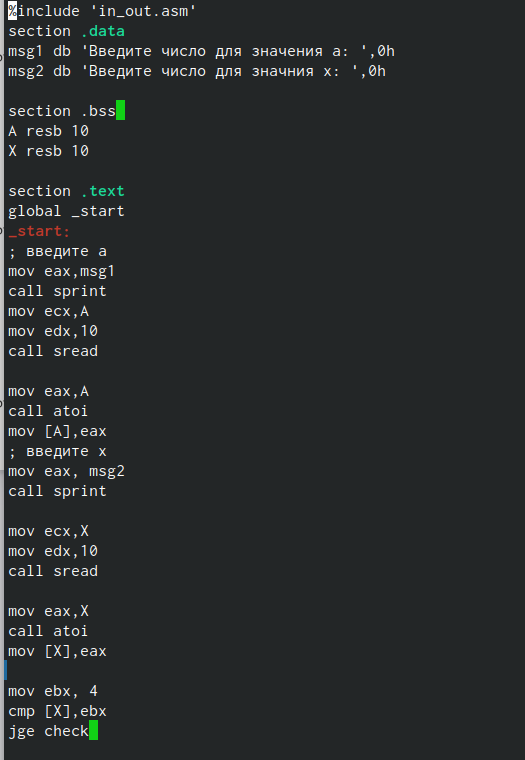 %include 'in_out.asm'
section .data
msg1 db 'Введите число для значения а: ',0h
msg2 db 'Введите число для значния х: ',0h
section .bss
A resb 10
X resb 10
section .text
global _start
_start:
; введите а
mov eax,msg1
call sprint
mov ecx,A
mov edx,10
call sread
mov eax,A
call atoi
mov [A],eax
; введите х
mov eax, msg2
call sprint
mov ecx,X
mov edx,10
call sread
mov eax,X
call atoi
mov [X],eax
mov ebx, 4
cmp [X],ebx
jge check